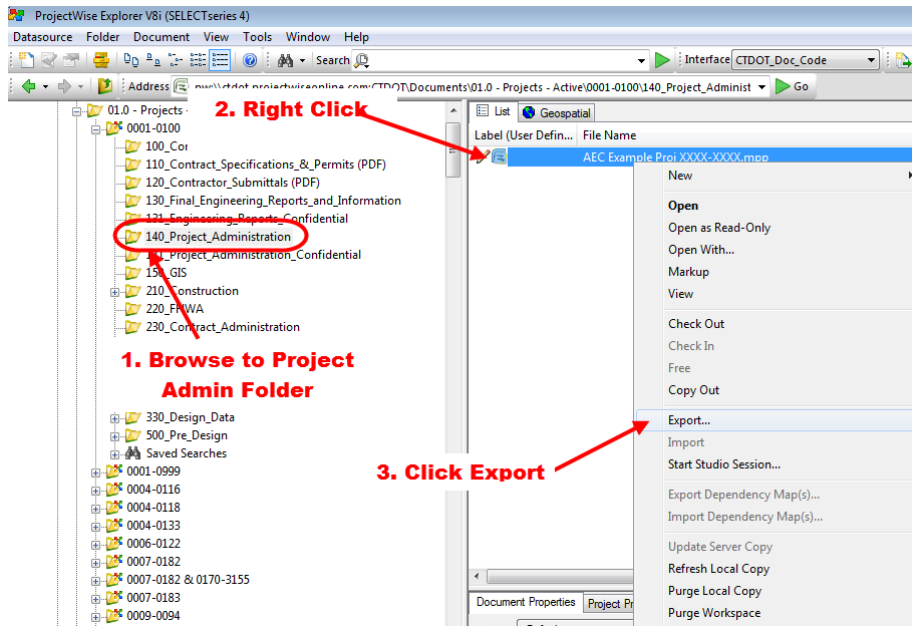 ProjectWise Explorer V8i (SELECTseries 4)
Datasource Folder Document View Tools Window Help
Search
Interface CTDOT_Doc_Code
Address pw:\\ctdot.projectwiseonline.com:CTDOT\Documents\01.0 - Projects - Active\0001-0100\140_Project_Administ Go
01.0 - Projects -
2. Right Click
List Geospatial
0001-0100
Label (User Defin... File Name
100_Cor
AEC Example Proj XXXX-XXXX.mpp
110_Contract_Specifications_&_Permits (PDF)
120_Contractor_Submittals (PDF)
130_Final_Engineering_Reports_and_Information
131_Engineering_Reports_Confidential
140_Project_Administration
141_Project_Administration_Confidential
150_GIS
210_Construction
220_FHWA
230_Contract_Administration
1. Browse to Project
Admin Folder
330_Design_Data
500_Pre_Design
Saved Searches
3. Click Export
0001-0999
0004-0116
0004-0118
0004-0133
0006-0122
0007-0182
0007-0182 & 0170-3155
0007-0183
0009-0094
New
Open
Open as Read-Only
Open With...
Markup
View
Check Out
Check In
Free
Copy Out
Export...
Import
Start Studio Session...
Export Dependency Map(s)...
Import Dependency Map(s)...
Update Server Copy
Refresh Local Copy
Purge Local Copy
Purge Workspace
Document Properties Project Pr